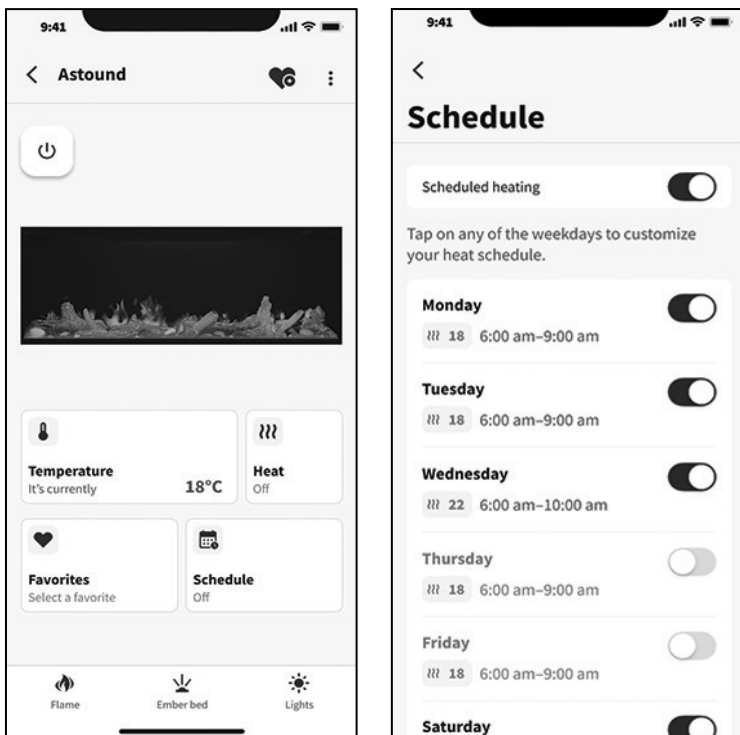 9:41
Astound
Temperature
It's currently
18°C
Heat
Off
Favorites
Select a favorite
Schedule
Off
Flame
Ember bed
Lights
9:41
Schedule
Scheduled heating
Tap on any of the weekdays to customize
your heat schedule.
Monday
18 6:00 am–9:00 am
Tuesday
18 6:00 am–9:00 am
Wednesday
22 6:00 am–10:00 am
Thursday
18 6:00 am–9:00 am
Friday
18 6:00 am–9:00 am
Saturday